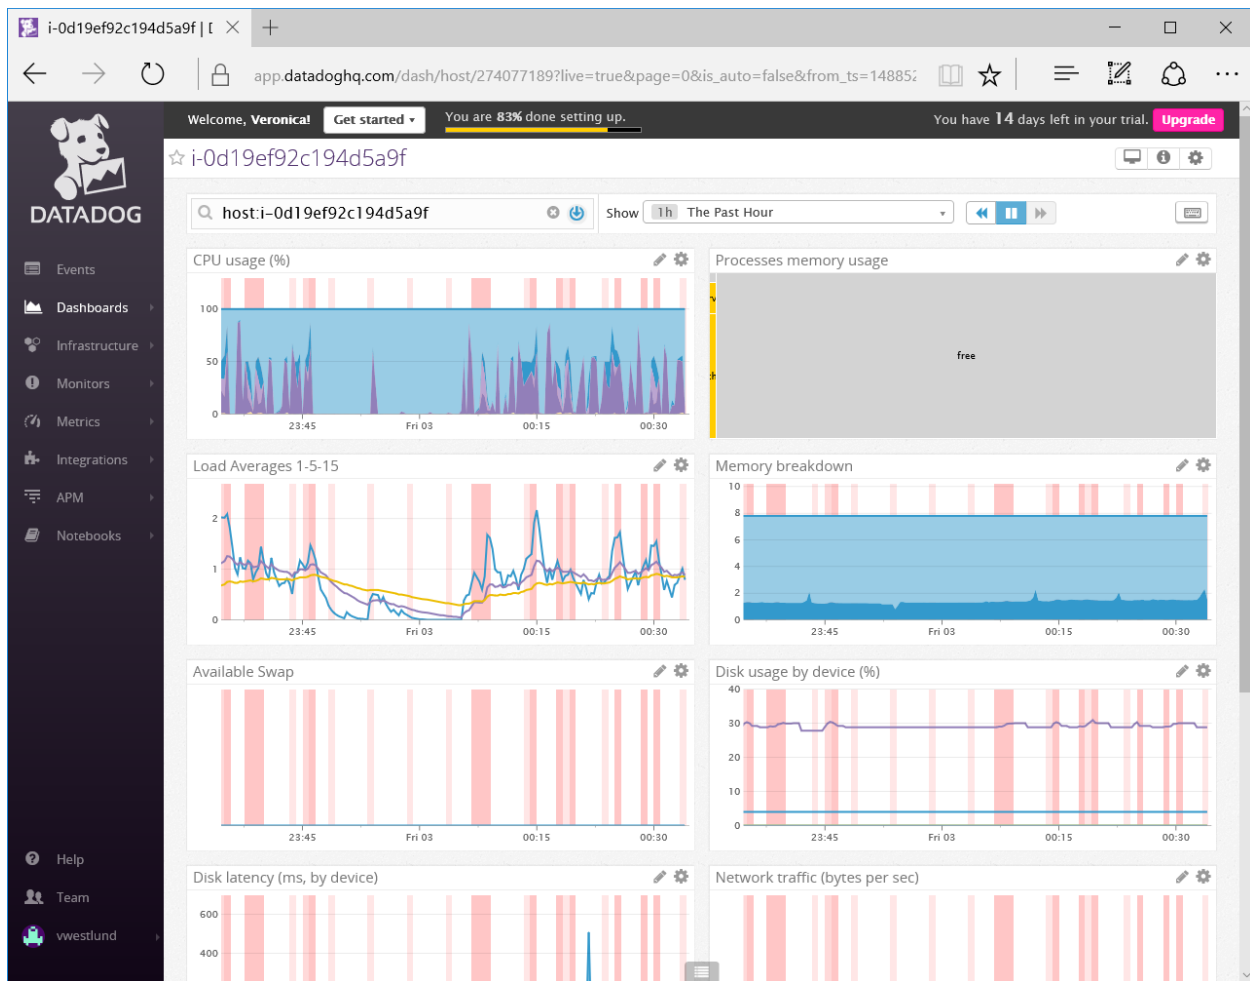 i-0d19ef92c194d5a9f | [
app.datadoghq.com/dash/host/274077189?live=true&page=0&is_auto=false&from_ts=14885
Welcome, Veronica!
Get started
You are 83% done setting up.
You have 14 days left in your trial.
Upgrade
DATADOG
i-0d19ef92c194d5a9f
host:i-0d19ef92c194d5a9f
Show
1h The Past Hour
Events
Dashboards
Infrastructure
Monitors
Metrics
Integrations
APM
Notebooks
Help
Team
vwestlund
CPU usage (%)
100
50
0
23:45
Fri 03
00:15
00:30
Processes memory usage
free
Load Averages 1-5-15
2
1
0
23:45
Fri 03
00:15
00:30
Memory breakdown
10
8
6
4
2
0
23:45
Fri 03
00:15
00:30
Available Swap
23:45
Fri 03
00:15
00:30
Disk usage by device (%)
40
30
20
10
0
23:45
Fri 03
00:15
00:30
Disk latency (ms, by device)
600
400
Network traffic (bytes per sec)